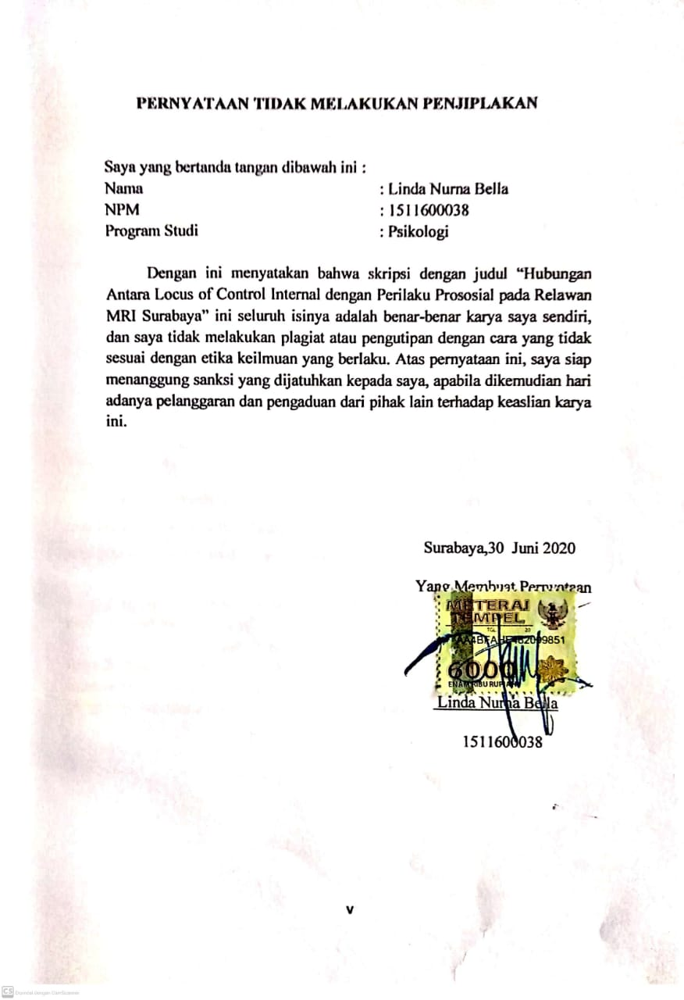 PERNYATAAN TIDAK MELAKUKAN PENJIPLAKAN
Saya yang bertanda tangan dibawah ini :
Nama : Linda Nurna Bella
NPM : 1511600038
Program Studi : Psikologi
Dengan ini menyatakan bahwa skripsi dengan judul “Hubungan
Antara Locus of Control Internal dengan Perilaku Prososial pada Relawan
MRI Surabaya” ini seluruh isinya adalah benar-benar karya saya sendiri,
dan saya tidak melakukan plagiat atau pengutipan dengan cara yang tidak
sesuai dengan etika keilmuan yang berlaku. Atas pernyataan ini, saya siap
menanggung sanksi yang dijatuhkan kepada saya, apabila dikemudian hari
adanya pelanggaran dan pengaduan dari pihak lain terhadap keaslian karya
ini.
Surabaya,30 Juni 2020
Yang Membuat Pernyataan
METERAI
TEMPEL
TGL 20
6000
ENAM RIBU RUPIAH
Linda Nurna Bella
1511600038
v
CS Dipindai dengan CamScanner